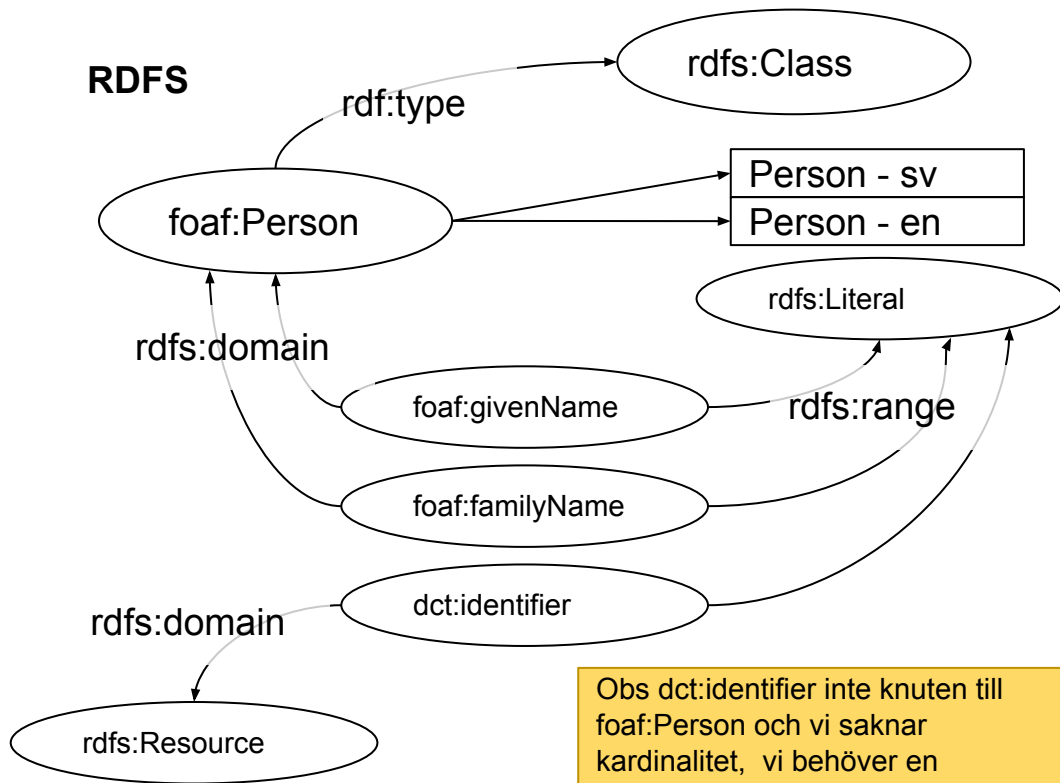 RDFS
rdfs:Class
rdf:type
Person - sv
foaf:Person
Person - en
rdfs:Literal
rdfs:domain
foaf:givenName
rdfs:range
foaf:familyName
dct:identifier
rdfs:domain
rdfs:Resource
Obs dct:identifier inte knuten till
foaf:Person och vi saknar
kardinalitet, vi behöver en